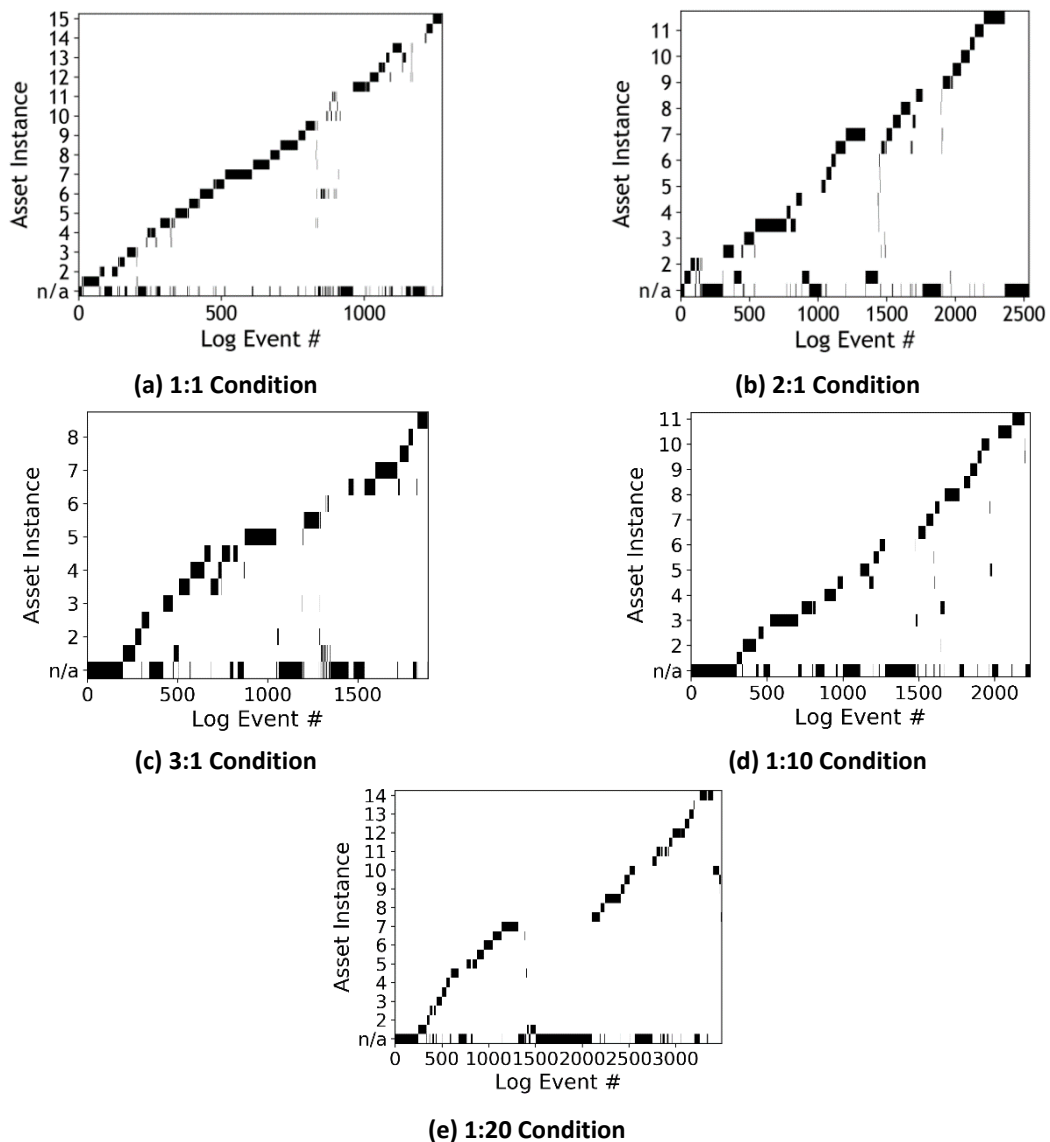 15
14
13
12
11
10
9
8
7
6
5
4
3
2
n/a
Asset Instance
0 500 1000
Log Event #
(a) 1:1 Condition
11
10
9
8
7
6
5
4
3
2
n/a
Asset Instance
0 500 1000 1500 2000 2500
Log Event #
(b) 2:1 Condition
8
7
6
5
4
3
2
n/a
Asset Instance
0 500 1000 1500
Log Event #
(c) 3:1 Condition
11
10
9
8
7
6
5
4
3
2
n/a
Asset Instance
0 500 1000 1500 2000
Log Event #
(d) 1:10 Condition
14
13
12
11
10
9
8
7
6
5
4
3
2
n/a
Asset Instance
0 500 1000 1500 2000 2500 3000
Log Event #
(e) 1:20 Condition